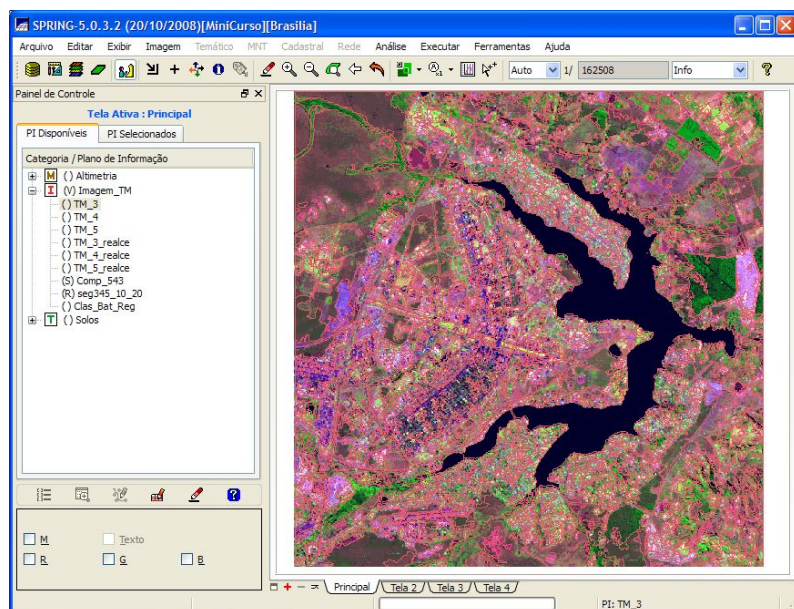 SPRING-5.0.3.2 (20/10/2008)[MiniCurso][Brasilia]
Arquivo Editar Exibir Imagem Temático MNT Cadastral Rede Análise Executar Ferramentas Ajuda
Auto 1/ 162508 Info
Painel de Controle
Tela Ativa : Principal
PI Disponíveis PI Selecionados
Categoria / Plano de Informação
M () Altimetria
I (V) Imagem_TM
() TM_3
() TM_4
() TM_5
() TM_3_realce
() TM_4_realce
() TM_5_realce
(S) Comp_543
(R) seg345_10_20
() Clas_Bat_Reg
T () Solos
M Texto
R G B
Principal Tela 2 Tela 3 Tela 4
PI: TM_3